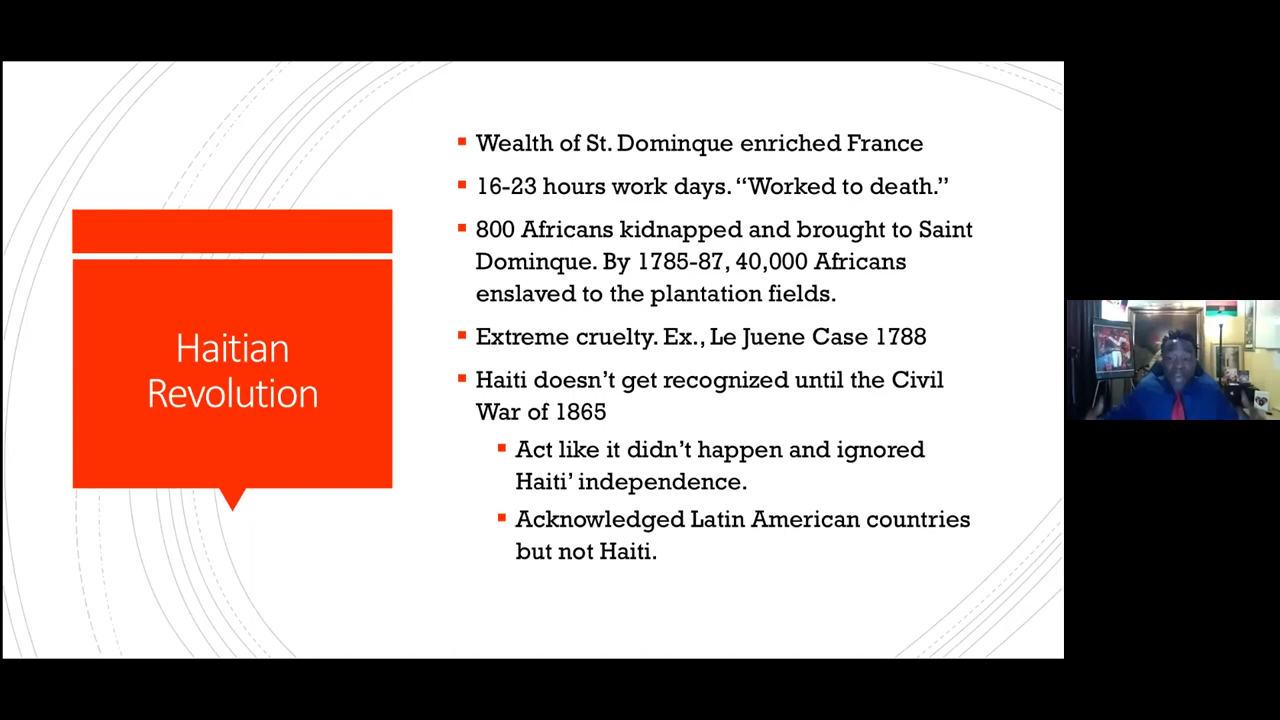 Haitian
Revolution
Wealth of St. Dominque enriched France
16-23 hours work days. “Worked to death.”
800 Africans kidnapped and brought to Saint
Dominque. By 1785-87, 40,000 Africans
enslaved to the plantation fields.
Extreme cruelty. Ex., Le Juene Case 1788
Haiti doesn’t get recognized until the Civil
War of 1865
Act like it didn’t happen and ignored
Haiti’ independence.
Acknowledged Latin American countries
but not Haiti.